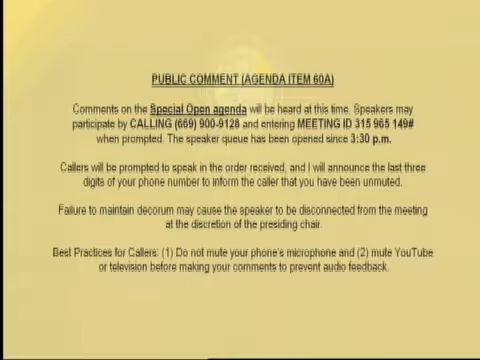 PUBLIC COMMENT (AGENDA ITEM 60A)
Comments on the Special Open agenda will be heard at this time. Speakers may
participate by CALLING (669) 900-9128 and entering MEETING ID 315 965 149#
when prompted. The speaker queue has been opened since 3:30 p.m.
Callers will be prompted to speak in the order received, and I will announce the last three
digits of your phone number to inform the caller that you have been unmuted.
Failure to maintain decorum may cause the speaker to be disconnected from the meeting
at the discretion of the presiding chair.
Best Practices for Callers: (1) Do not mute your phone's microphone and (2) mute YouTube
or television before making your comments to prevent audio feedback.